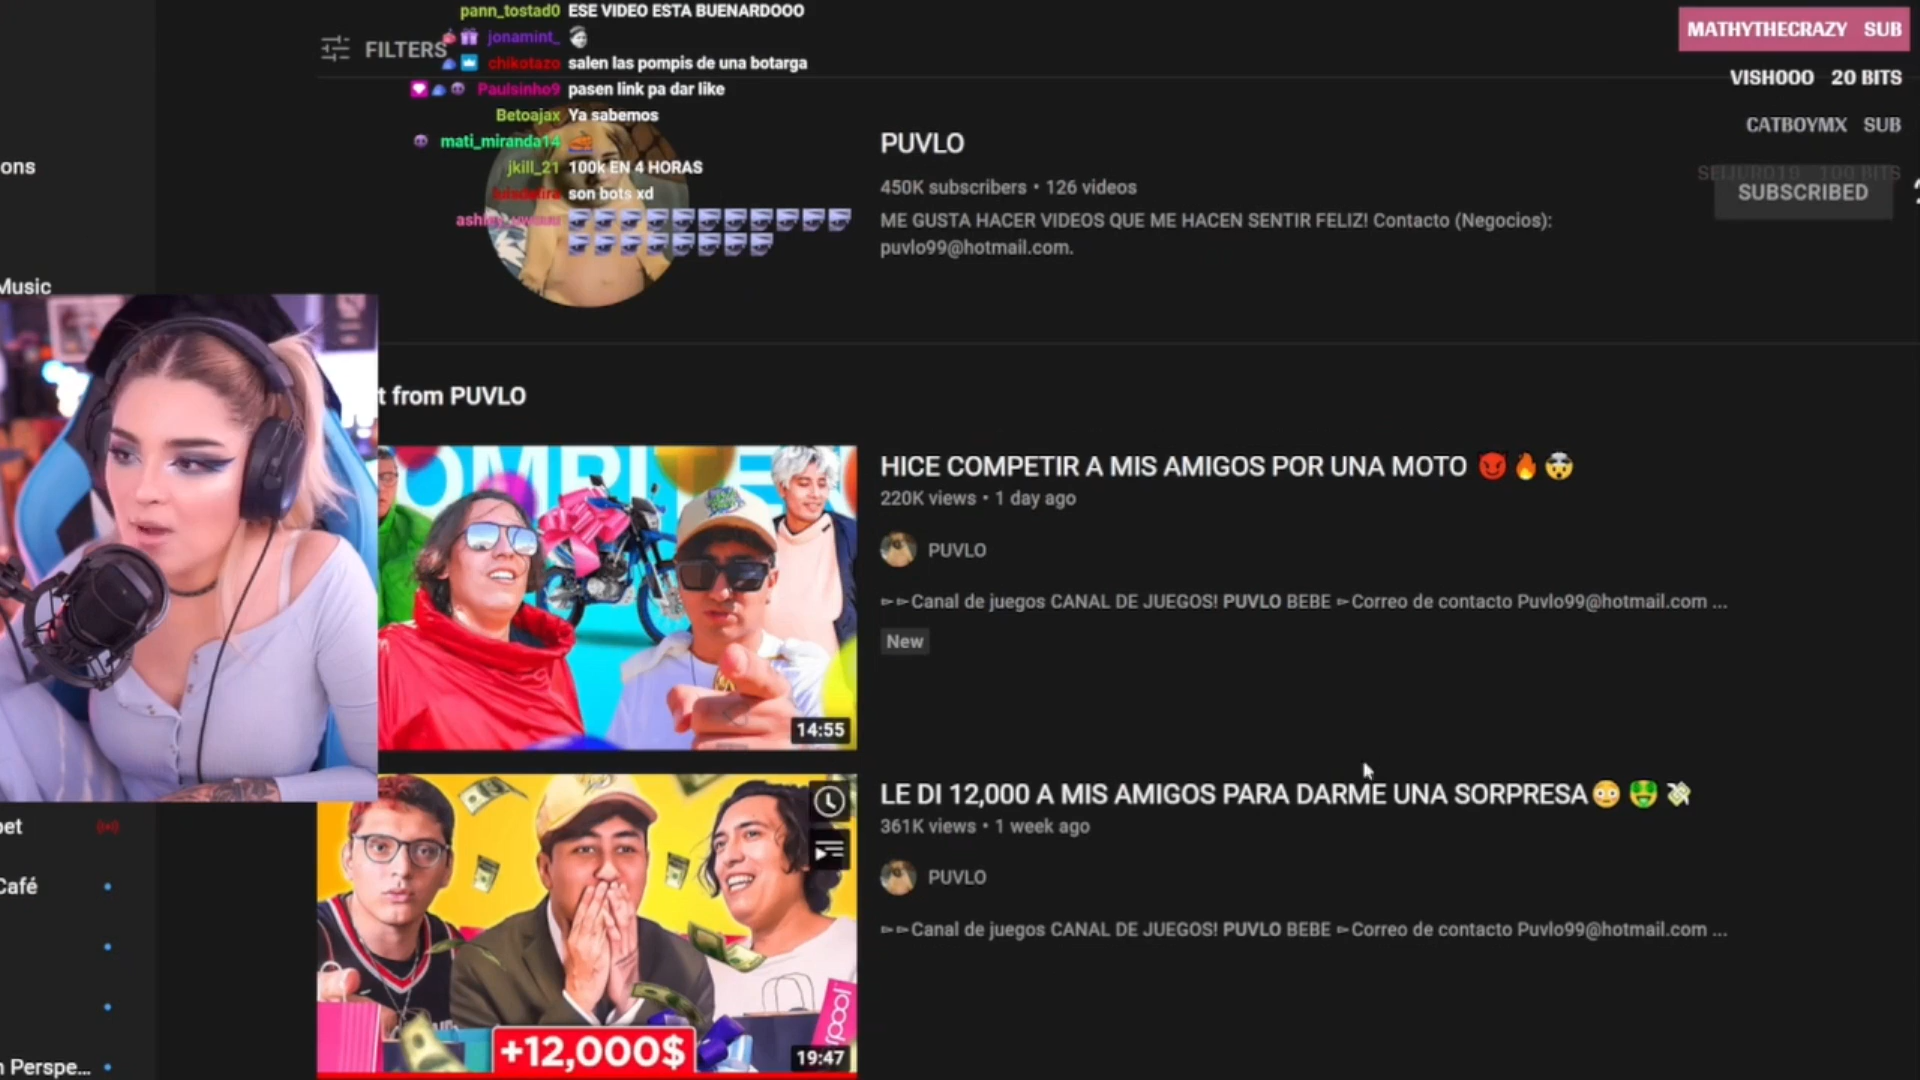 pann_tostad0 ESE VIDEO ESTA BUENARDOOO
jonamint_
chikotazo salen las pompis de una botarga
Paulsinho9 pasen link pa dar like
Betoajax Ya sabemos
mati_miranda14
jkill_21 100k EN 4 HORAS
son bots xd
FILTERS
MATHYTHECRAZY SUB
VISHOOO 20 BITS
CATBOYMX SUB
SEIJURO19 100 BITS
SUBSCRIBED
PUVLO
450K subscribers • 126 videos
ME GUSTA HACER VIDEOS QUE ME HACEN SENTIR FELIZ! Contacto (Negocios):
puvlo99@hotmail.com.
ons
Music
t from PUVLO
OMPITE
14:55
HICE COMPETIR A MIS AMIGOS POR UNA MOTO 😈🔥🤯
220K views • 1 day ago
PUVLO
►►Canal de juegos CANAL DE JUEGOS! PUVLO BEBE ►Correo de contacto Puvlo99@hotmail.com ...
New
LE DI 12,000 A MIS AMIGOS PARA DARME UNA SORPRESA😳🤑💸
361K views • 1 week ago
PUVLO
►►Canal de juegos CANAL DE JUEGOS! PUVLO BEBE ►Correo de contacto Puvlo99@hotmail.com ...
+12,000$
19:47
bet
Café
n Perspe...